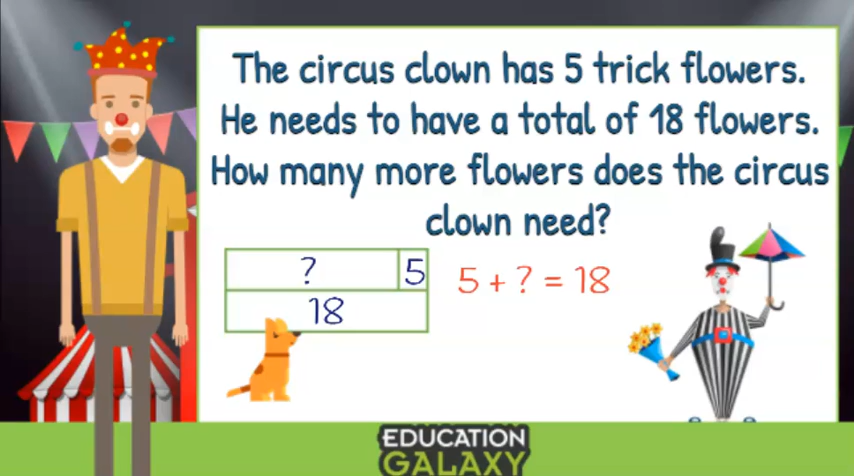 The circus clown has 5 trick flowers.
He needs to have a total of 18 flowers.
How many more flowers does the circus
clown need?
? 5
18
5 + ? = 18
EDUCATION
GALAXY